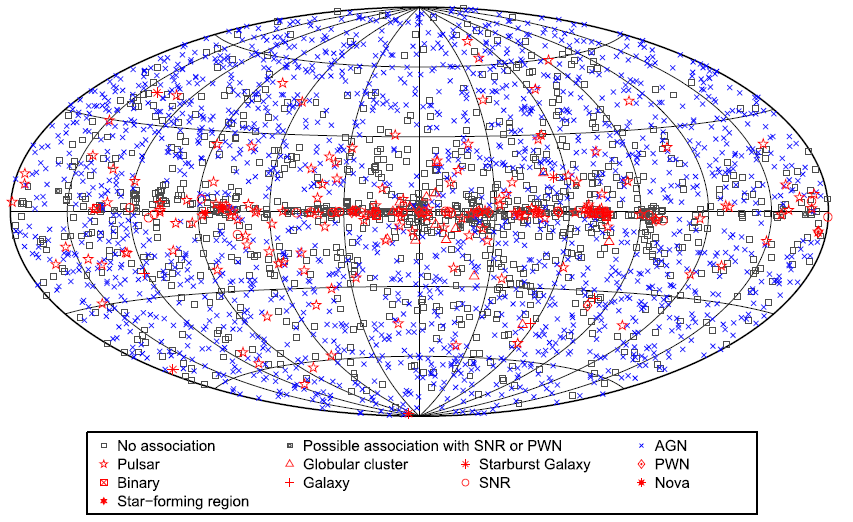 No association Possible association with SNR or PWN AGN
Pulsar Globular cluster Starburst Galaxy PWN
Binary Galaxy SNR Nova
Star−forming region